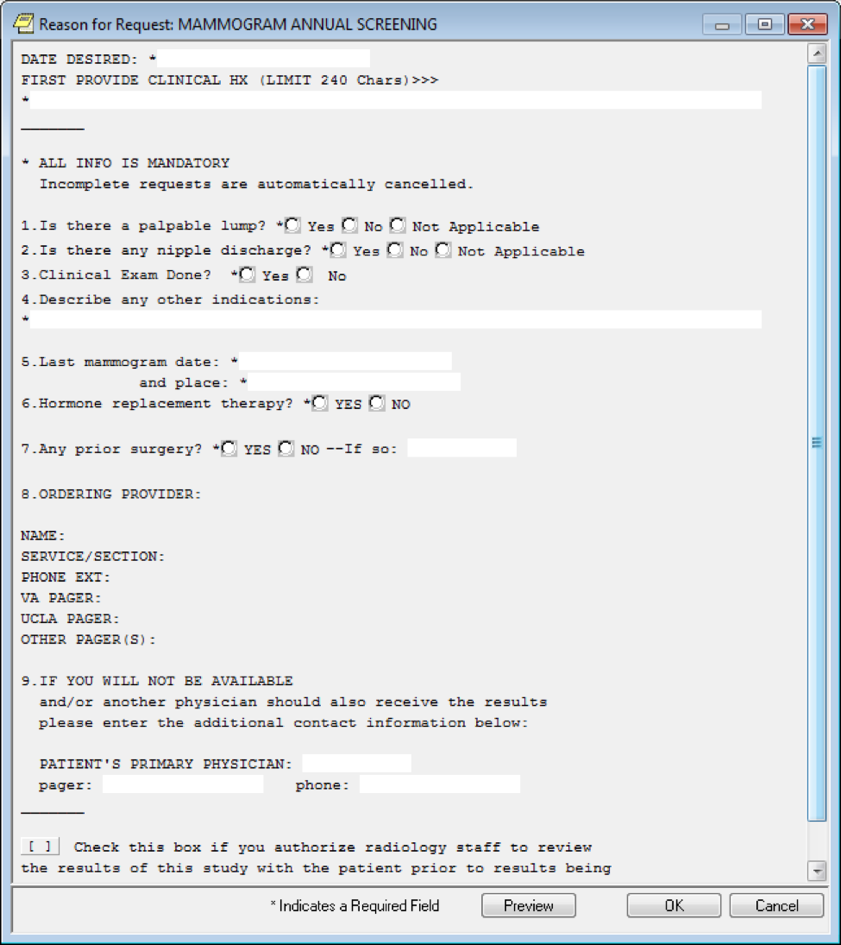 Reason for Request: MAMMOGRAM ANNUAL SCREENING
DATE DESIRED: *
FIRST PROVIDE CLINICAL HX (LIMIT 240 Chars)>>>
*
_______
* ALL INFO IS MANDATORY
Incomplete requests are automatically cancelled.
1.Is there a palpable lump? * Yes No Not Applicable
2.Is there any nipple discharge? * Yes No Not Applicable
3.Clinical Exam Done? * Yes No
4.Describe any other indications:
*
5.Last mammogram date: *
and place: *
6.Hormone replacement therapy? * YES NO
7.Any prior surgery? * YES NO --If so:
8.ORDERING PROVIDER:
NAME:
SERVICE/SECTION:
PHONE EXT:
VA PAGER:
UCLA PAGER:
OTHER PAGER(S):
9.IF YOU WILL NOT BE AVAILABLE
and/or another physician should also receive the results
please enter the additional contact information below:
PATIENT'S PRIMARY PHYSICIAN:
pager: phone:
_______
[ ] Check this box if you authorize radiology staff to review
the results of this study with the patient prior to results being
* Indicates a Required Field Preview OK Cancel